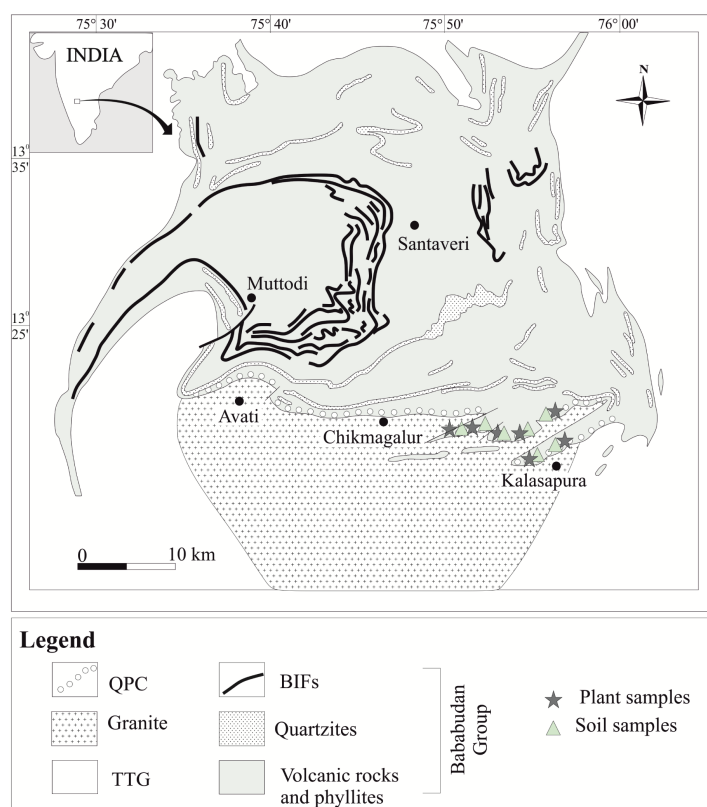 75° 30'
75° 40'
75° 50'
76° 00'
INDIA
N
13°
35'
Santaveri
Muttodi
13°
25'
Avati
Chikmagalur
Kalasapura
0
10 km
Legend
QPC
BIFs
Granite
Quartzites
TTG
Volcanic rocks
and phyllites
Bababudan
Group
Plant samples
Soil samples